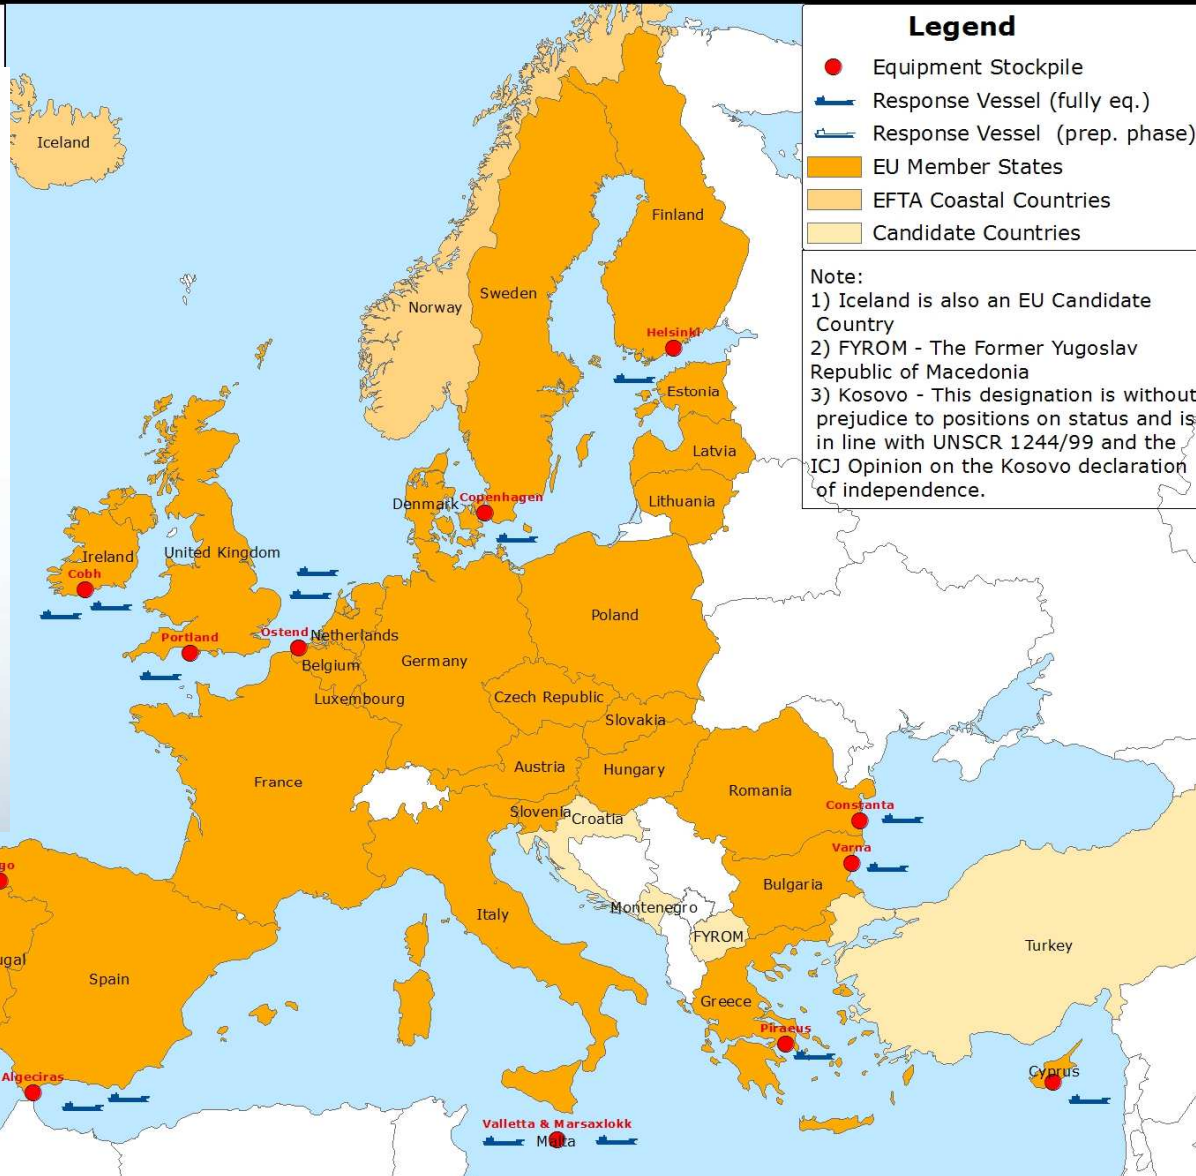 Legend
Equipment Stockpile
Response Vessel (fully eq.)
Response Vessel (prep. phase)
EU Member States
EFTA Coastal Countries
Candidate Countries
Note:
1) Iceland is also an EU Candidate
Country
2) FYROM - The Former Yugoslav
Republic of Macedonia
3) Kosovo - This designation is without
prejudice to positions on status and is
in line with UNSCR 1244/99 and the
ICJ Opinion on the Kosovo declaration
of independence.
Iceland
Finland
Sweden
Norway
Helsinki
Estonia
Latvia
Lithuania
Denmark
Copenhagen
United Kingdom
Ireland
Cobh
Poland
Portland
Ostend
Netherlands
Germany
Belgium
Luxembourg
Czech Republic
Slovakia
Austria
Hungary
France
Romania
Constanta
Slovenia
Croatia
Varna
go
Bulgaria
Montenegro
Italy
FYROM
Turkey
ugal
Spain
Greece
Piraeus
Algeciras
Cyprus
Valletta & Marsaxlokk
Malta